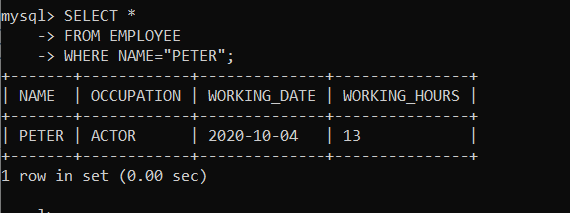 mysql> SELECT *
    -> FROM EMPLOYEE
    -> WHERE NAME="PETER";
+-------+------------+--------------+---------------+
| NAME  | OCCUPATION | WORKING_DATE | WORKING_HOURS |
+-------+------------+--------------+---------------+
| PETER | ACTOR      | 2020-10-04   | 13            |
+-------+------------+--------------+---------------+
1 row in set (0.00 sec)